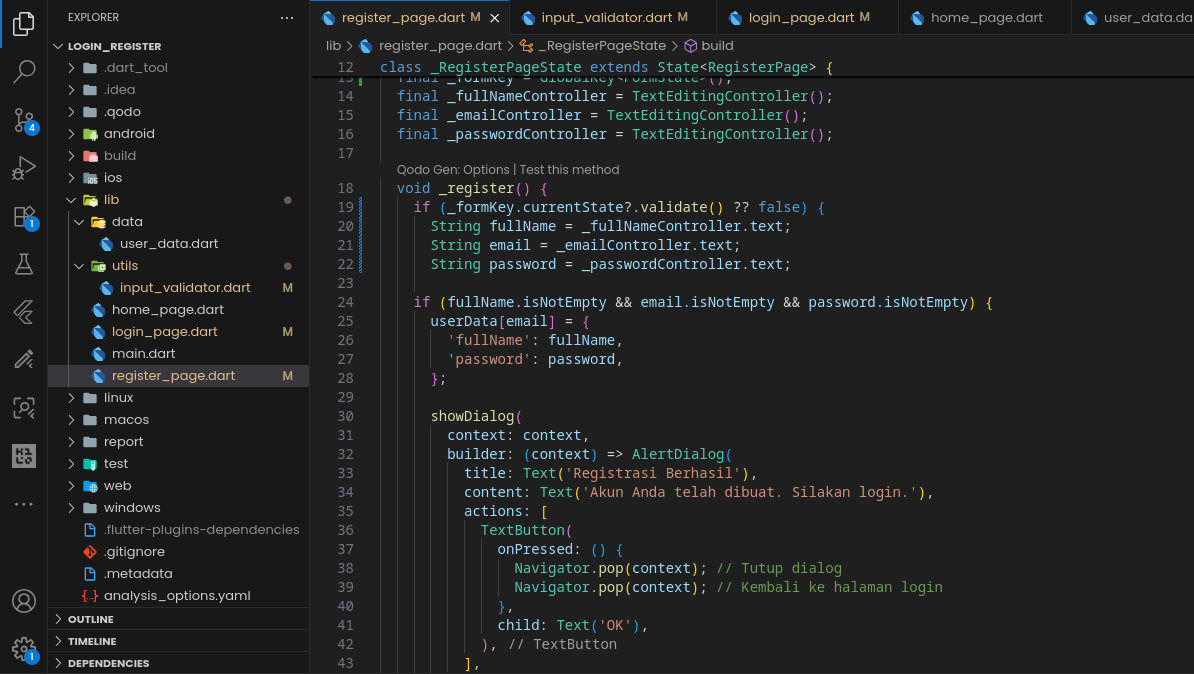 EXPLORER
LOGIN_REGISTER
.dart_tool
.idea
.qodo
android
build
ios
lib
data
user_data.dart
utils
input_validator.dart M
home_page.dart
login_page.dart M
main.dart
register_page.dart M
linux
macos
report
test
web
windows
.flutter-plugins-dependencies
.gitignore
.metadata
analysis_options.yaml
OUTLINE
TIMELINE
DEPENDENCIES
4
1
1
register_page.dart M
input_validator.dart M
login_page.dart M
home_page.dart
user_data.da
lib > register_page.dart > _RegisterPageState > build
12 class _RegisterPageState extends State<RegisterPage> {
13 final _formKey = GlobalKey<FormState>();
14 final _fullNameController = TextEditingController();
15 final _emailController = TextEditingController();
16 final _passwordController = TextEditingController();
17
Qodo Gen: Options | Test this method
18 void _register() {
19 if (_formKey.currentState?.validate() ?? false) {
20 String fullName = _fullNameController.text;
21 String email = _emailController.text;
22 String password = _passwordController.text;
23
24 if (fullName.isNotEmpty && email.isNotEmpty && password.isNotEmpty) {
25 userData[email] = {
26 'fullName': fullName,
27 'password': password,
28 };
29
30 showDialog(
31 context: context,
32 builder: (context) => AlertDialog(
33 title: Text('Registrasi Berhasil'),
34 content: Text('Akun Anda telah dibuat. Silakan login.'),
35 actions: [
36 TextButton(
37 onPressed: () {
38 Navigator.pop(context); // Tutup dialog
39 Navigator.pop(context); // Kembali ke halaman login
40 },
41 child: Text('OK'),
42 ), // TextButton
43 ],